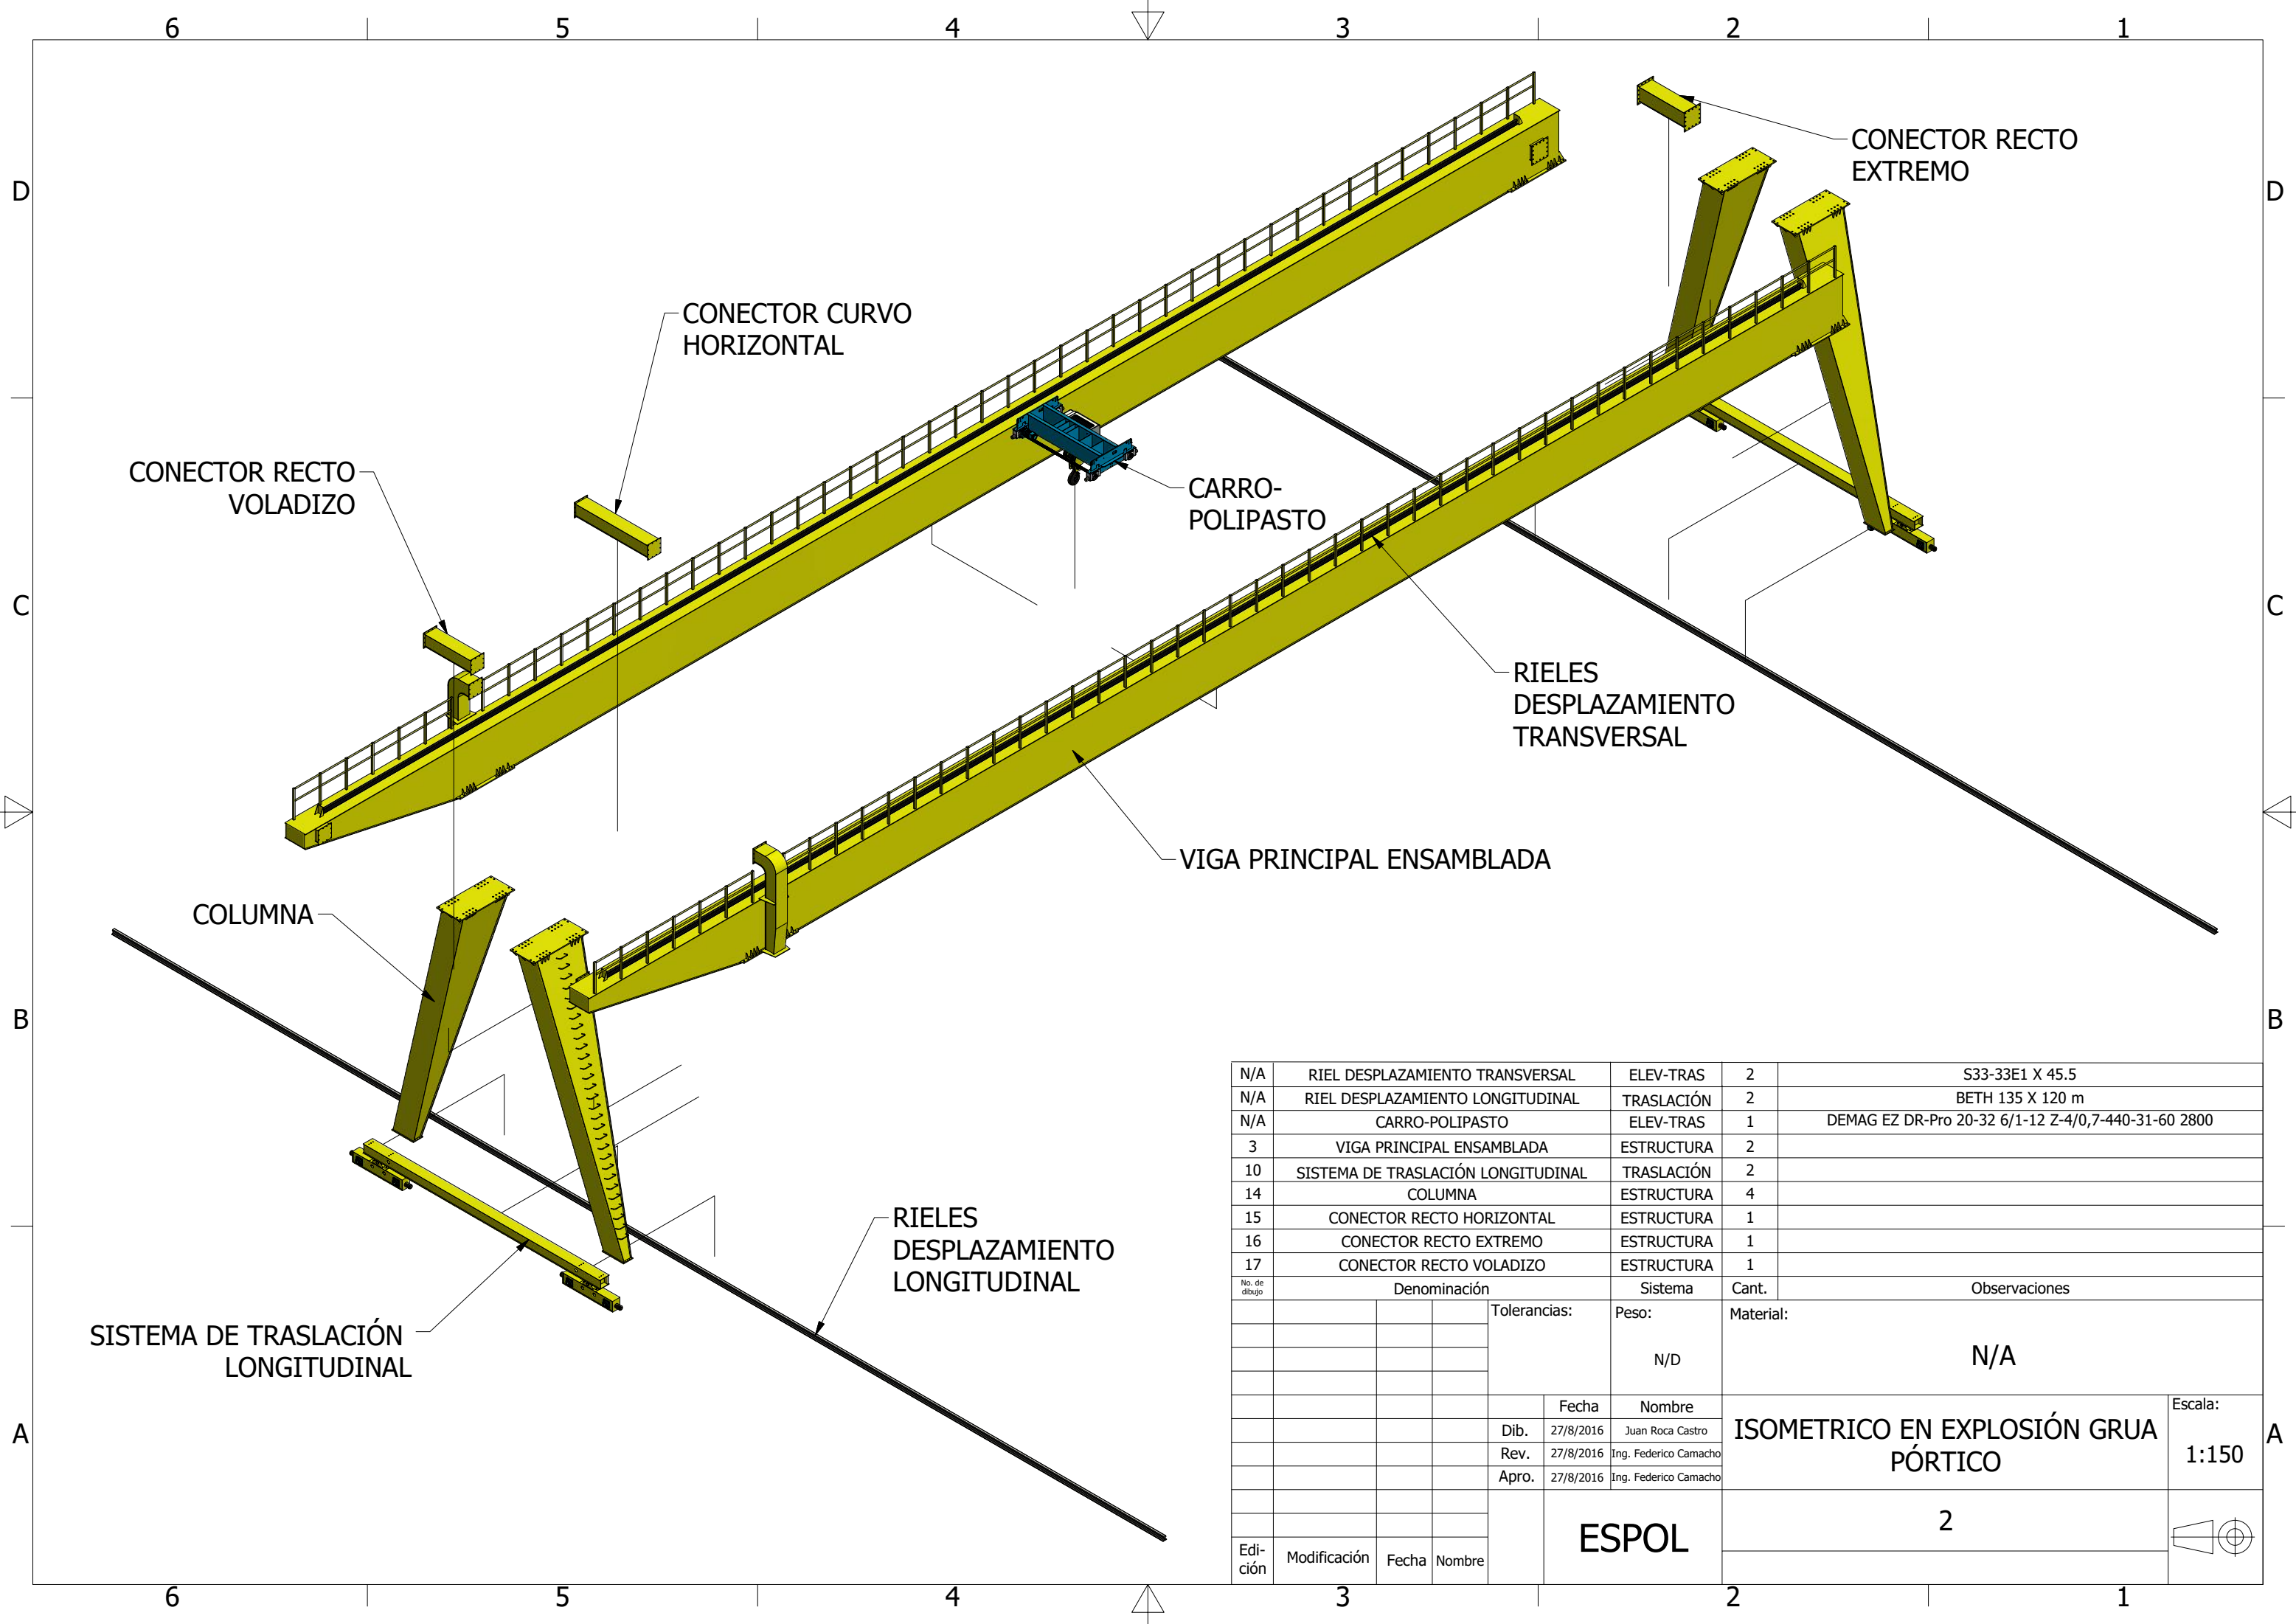 6 5 4 3 2 1
D D
CONECTOR RECTO
EXTREMO
CONECTOR CURVO
HORIZONTAL
CONECTOR RECTO
VOLADIZO
CARRO-
POLIPASTO
C C
RIELES
DESPLAZAMIENTO
TRANSVERSAL
VIGA PRINCIPAL ENSAMBLADA
COLUMNA
B B
RIELES
DESPLAZAMIENTO
LONGITUDINAL
SISTEMA DE TRASLACIÓN
LONGITUDINAL
A A
N/A RIEL DESPLAZAMIENTO TRANSVERSAL ELEV-TRAS 2 S33-33E1 X 45.5
N/A RIEL DESPLAZAMIENTO LONGITUDINAL TRASLACIÓN 2 BETH 135 X 120 m
N/A CARRO-POLIPASTO ELEV-TRAS 1 DEMAG EZ DR-Pro 20-32 6/1-12 Z-4/0,7-440-31-60 2800
3 VIGA PRINCIPAL ENSAMBLADA ESTRUCTURA 2
10 SISTEMA DE TRASLACIÓN LONGITUDINAL TRASLACIÓN 2
14 COLUMNA ESTRUCTURA 4
15 CONECTOR RECTO HORIZONTAL ESTRUCTURA 1
16 CONECTOR RECTO EXTREMO ESTRUCTURA 1
17 CONECTOR RECTO VOLADIZO ESTRUCTURA 1
No. de
dibujo
Denominación Sistema Cant. Observaciones
Tolerancias: Peso: Material:
N/D N/A
Fecha Nombre
Dib. 27/8/2016 Juan Roca Castro
Rev. 27/8/2016 Ing. Federico Camacho
Apro. 27/8/2016 Ing. Federico Camacho
ISOMETRICO EN EXPLOSIÓN GRUA
PÓRTICO
Escala:
1:150
ESPOL
2
Edi-
ción
Modificación Fecha Nombre
6 5 4 3 2 1